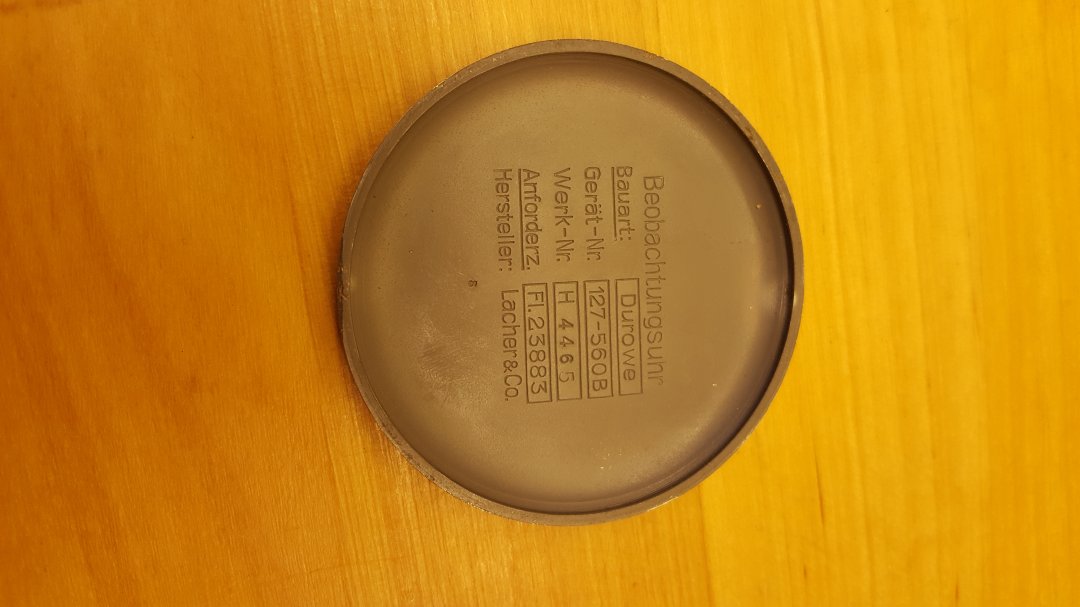 Beobachtungsuhr
Bauart: Durowe
Gerät-Nr. 127-560B
Werk-Nr. H 4465
Anforderz. Fl.23883
Hersteller: Lacher&Co.